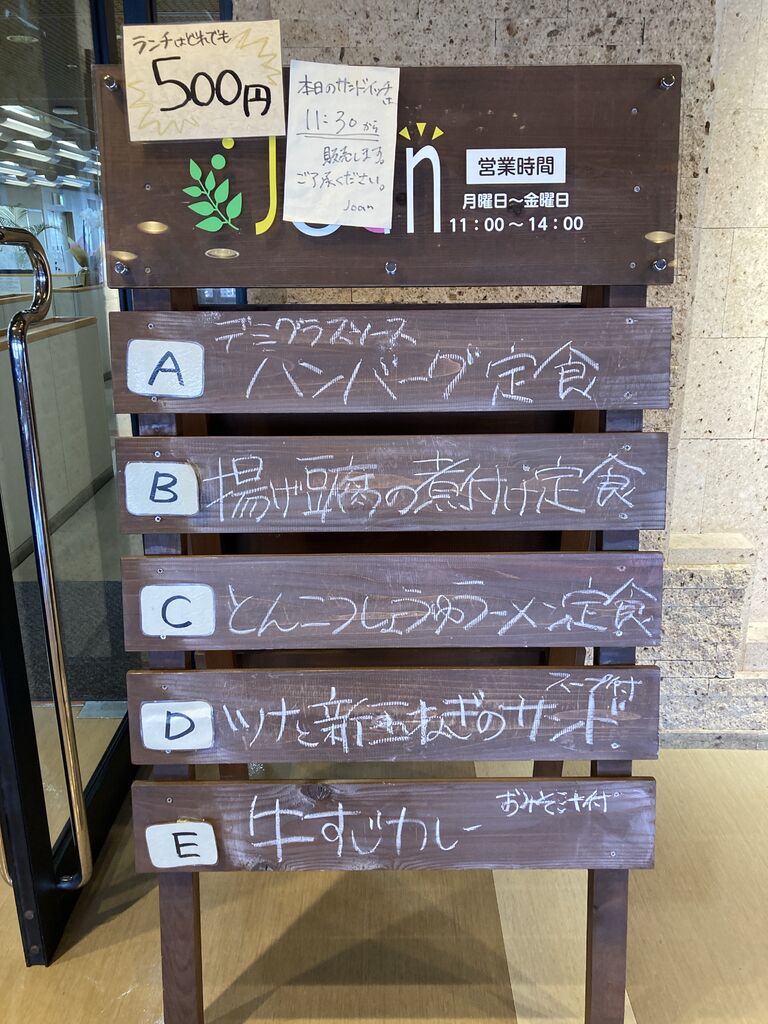 ランチはどれでも
500円
本日のサンドイッチは
11:30から
販売します。
ご了承ください。
Joan
Joan
営業時間
月曜日〜金曜日
11:00〜14:00
A
デミグラスソース
ハンバーグ定食
B
揚げ豆腐の煮付け定食
C
とんこつしょうゆラーメン定食
D
ツナと新玉ねぎのサンド
スープ付
E
牛すじカレー
おみそ汁付。